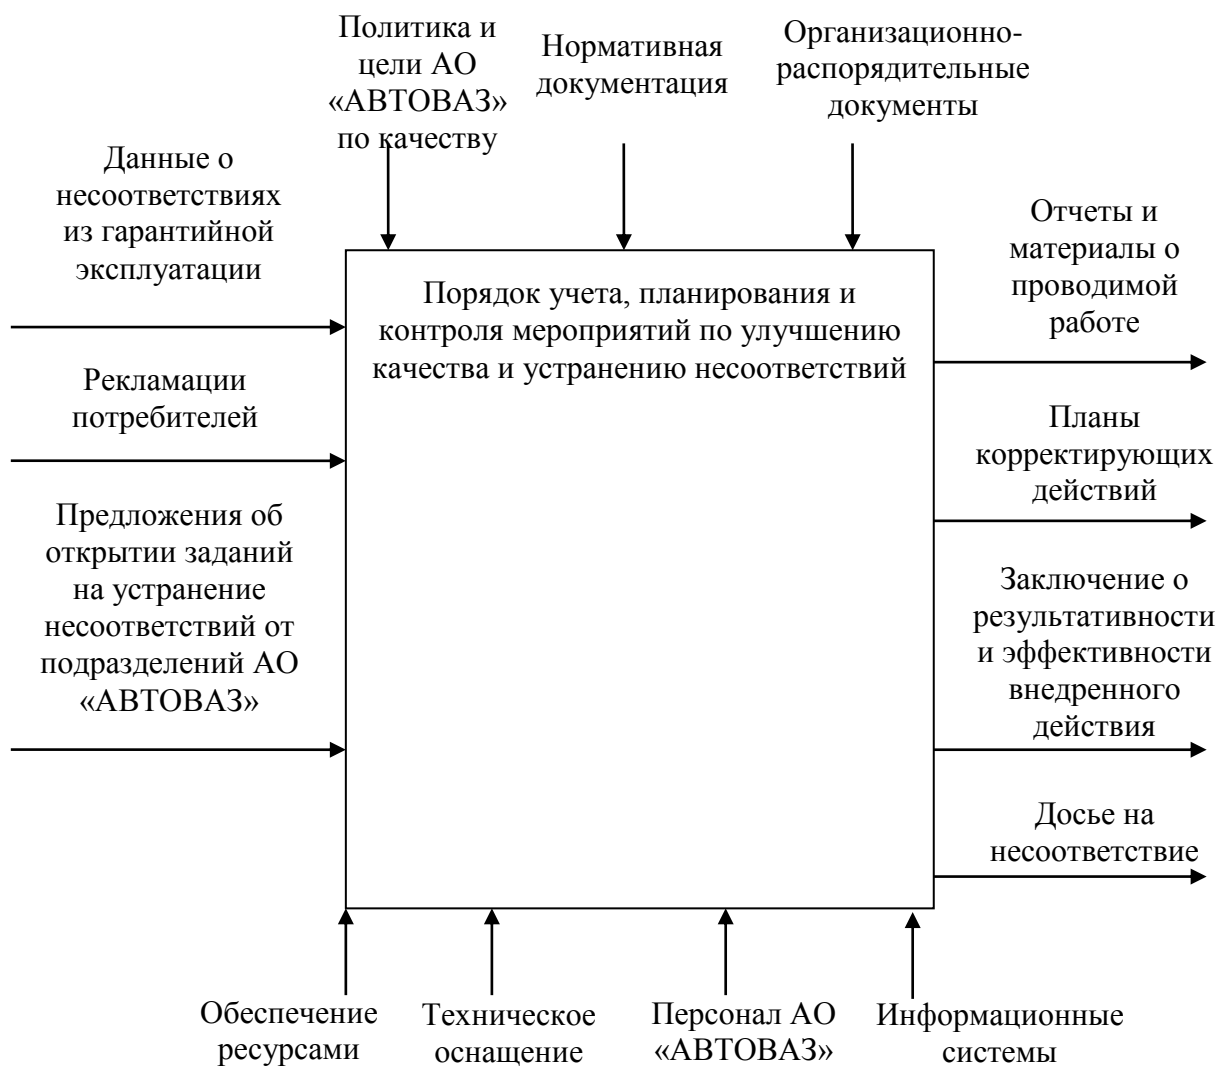 Политика и
цели АО
«АВТОВАЗ»
по качеству
Нормативная
документация
Организационно-
распорядительные
документы
Данные о
несоответствиях
из гарантийной
эксплуатации
Рекламации
потребителей
Предложения об
открытии заданий
на устранение
несоответствий от
подразделений АО
«АВТОВАЗ»
Порядок учета, планирования и
контроля мероприятий по улучшению
качества и устранению несоответствий
Отчеты и
материалы о
проводимой
работе
Планы
корректирующих
действий
Заключение о
результативности
и эффективности
внедренного
действия
Досье на
несоответствие
Обеспечение
ресурсами
Техническое
оснащение
Персонал АО
«АВТОВАЗ»
Информационные
системы